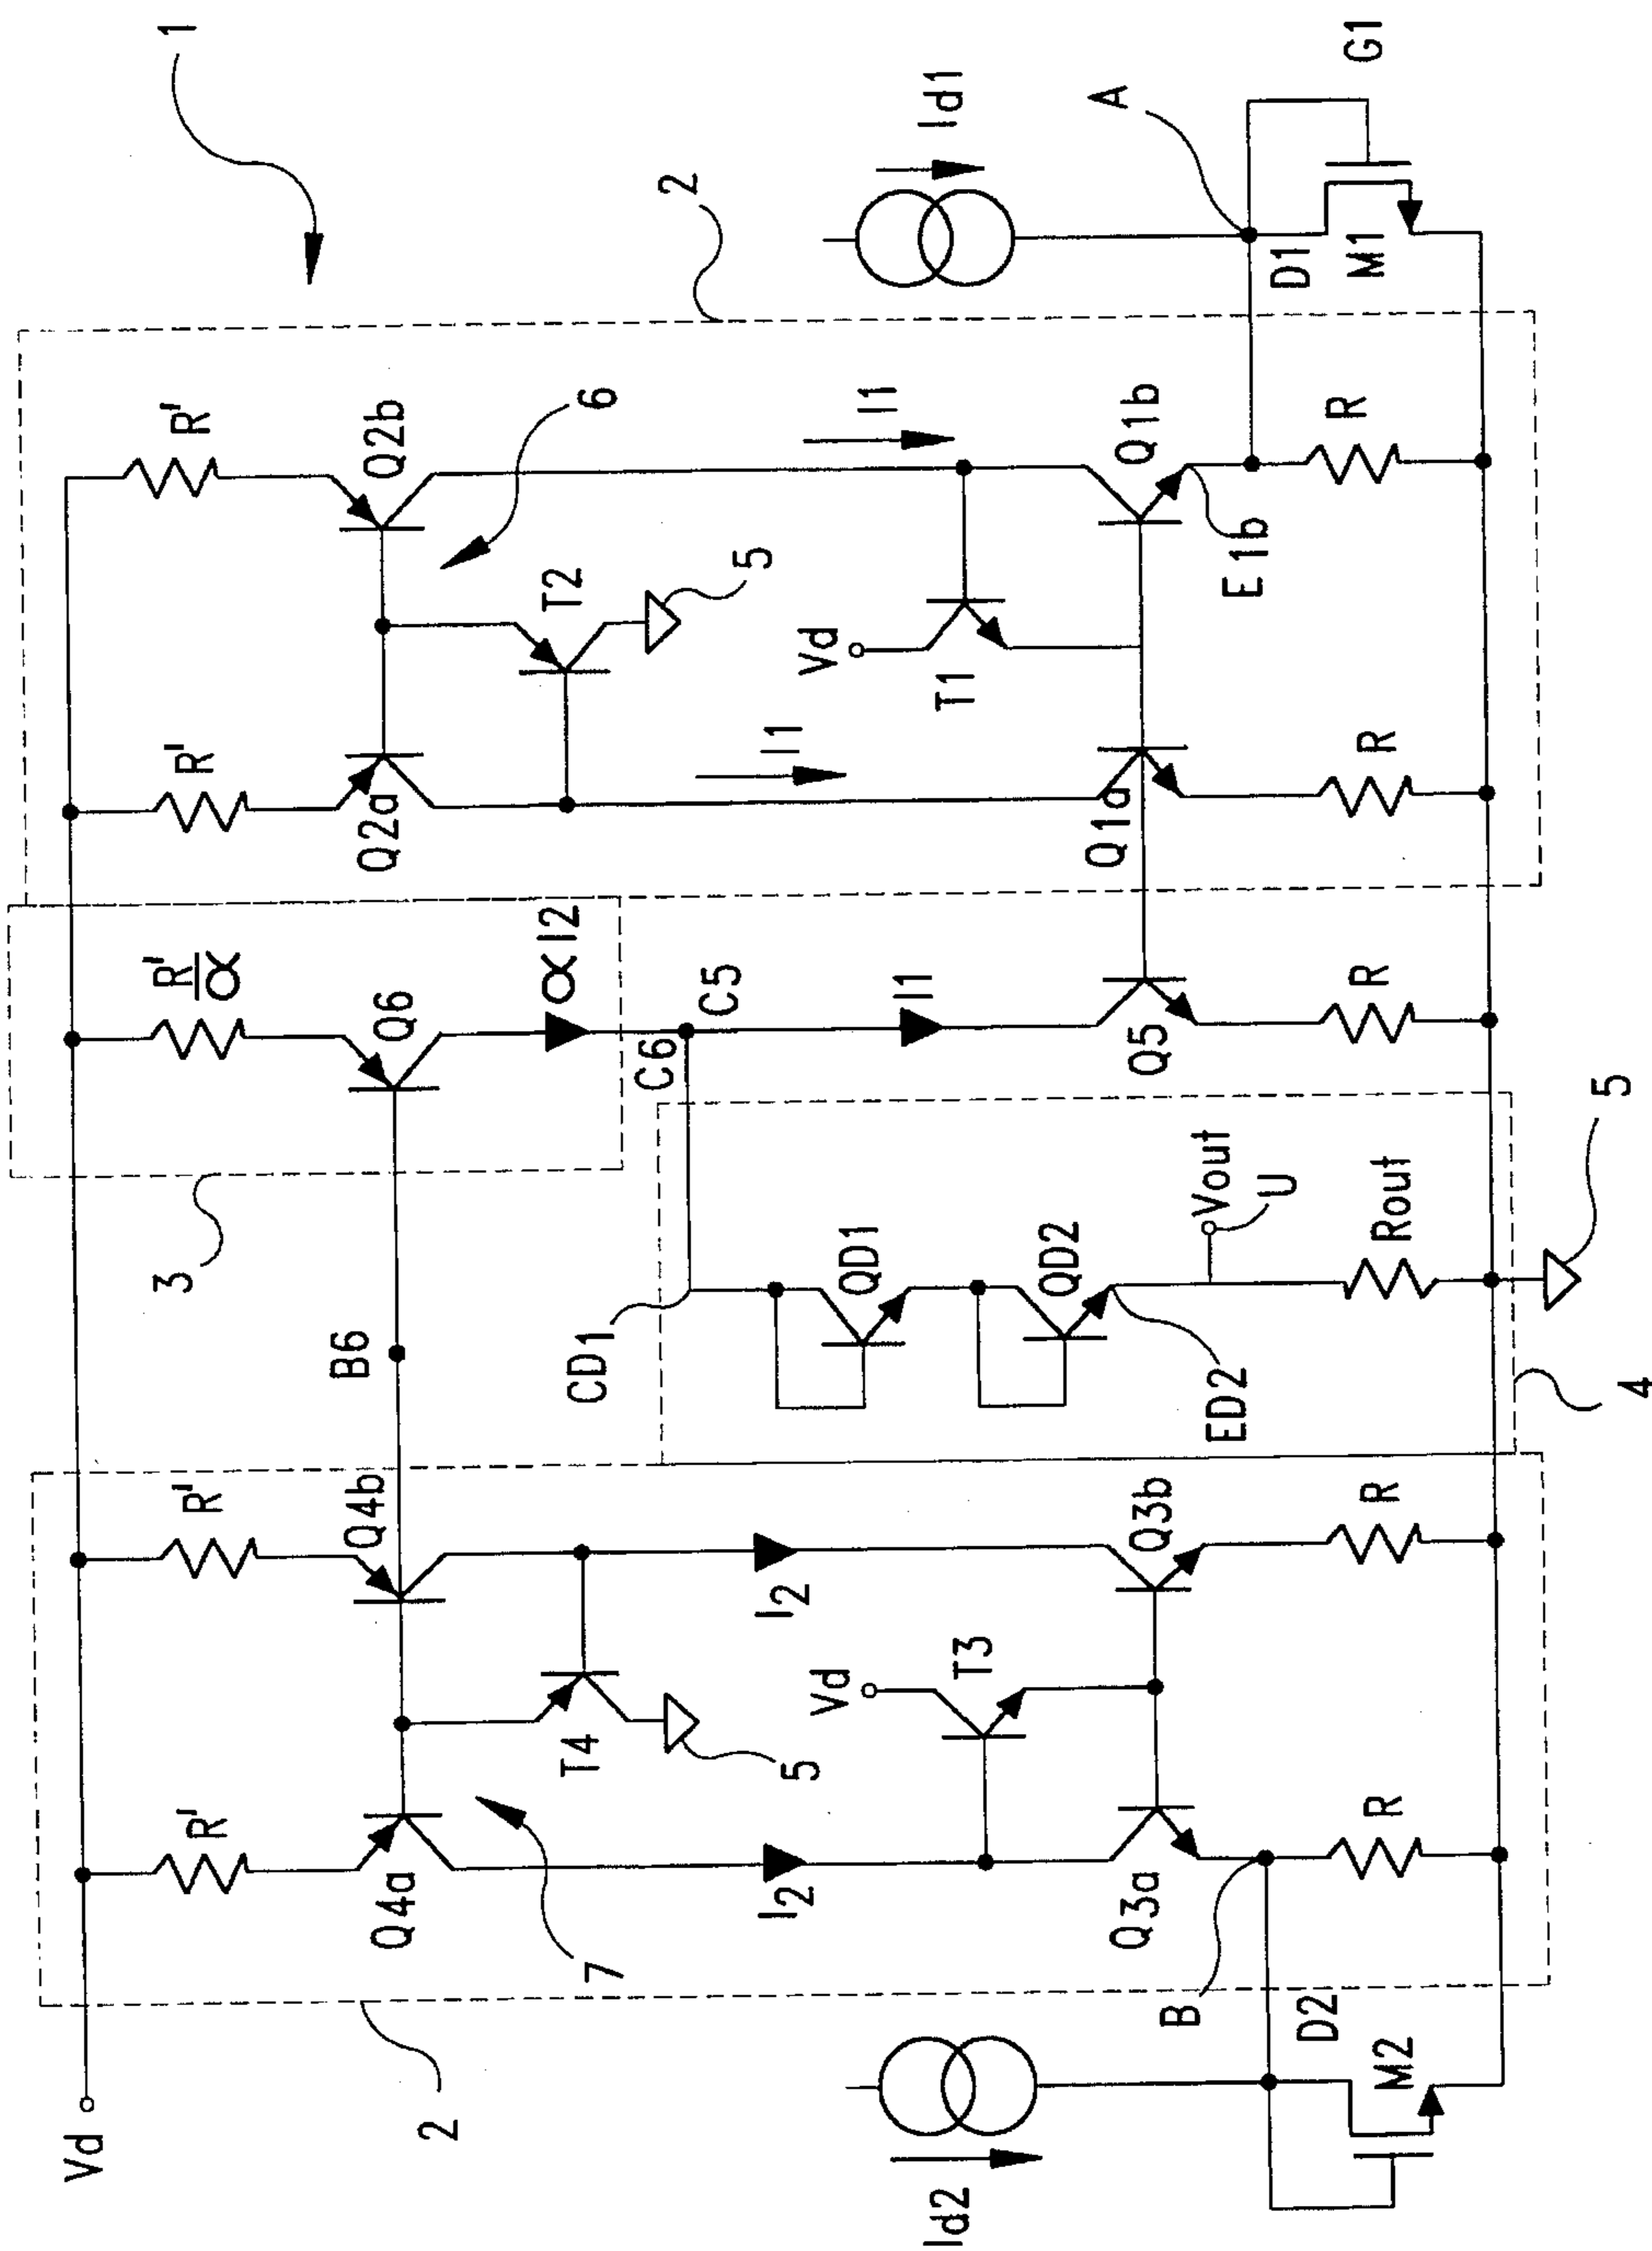 Vd
R'
R'
3
R'
∝
R'
R'
1
Q4a
Q4b
B6
Q6
Q2a
Q2b
2
7
T4
5
CD1
∝I2
T2
6
C6
C5
5
2
I2
I2
Vd
T3
QD1
I1
I1
Vd
T1
I1
Id2
Id1
QD2
Q3a
Q3b
Q5
Q1a
Q1b
A
B
ED2
Vout
U
E1b
D2
D1
M2
R
R
Rout
R
R
R
M1
G1
5
4